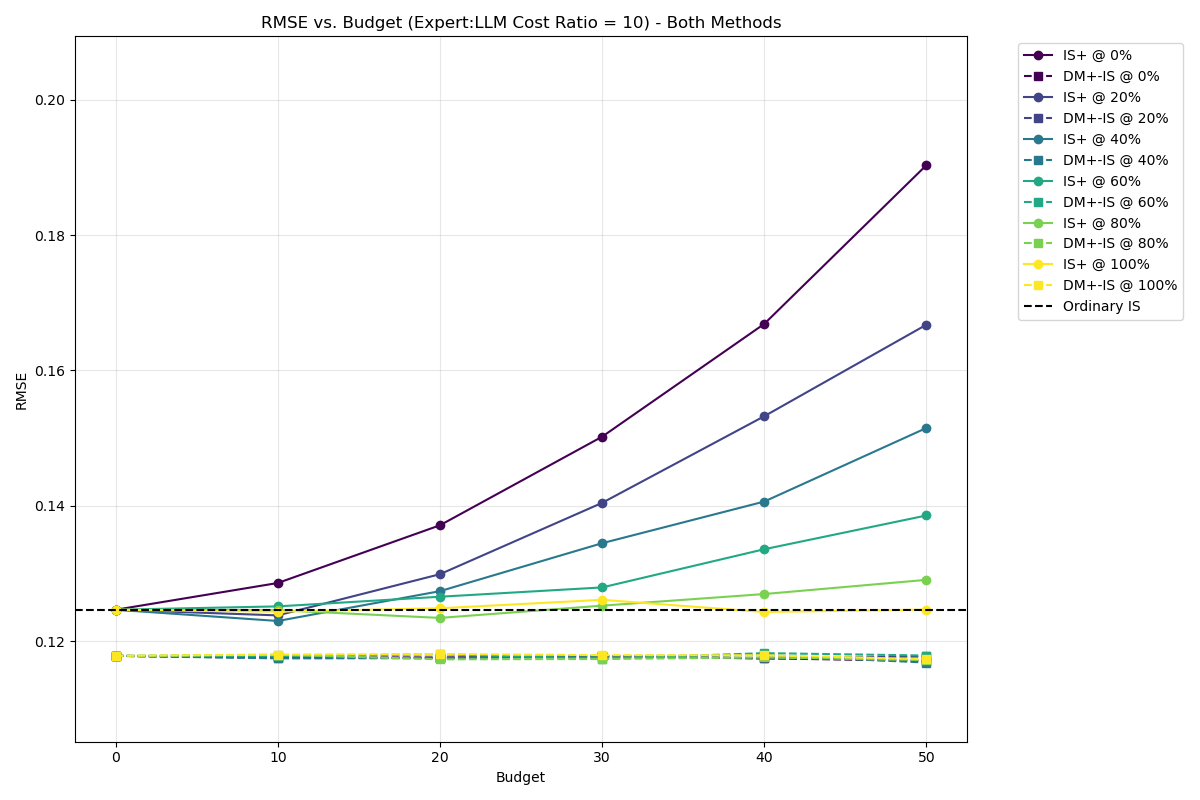 RMSE vs. Budget (Expert:LLM Cost Ratio = 10) - Both Methods
RMSE
0.20
0.18
0.16
0.14
0.12
0
10
20
30
40
50
Budget
IS+ @ 0%
DM+-IS @ 0%
IS+ @ 20%
DM+-IS @ 20%
IS+ @ 40%
DM+-IS @ 40%
IS+ @ 60%
DM+-IS @ 60%
IS+ @ 80%
DM+-IS @ 80%
IS+ @ 100%
DM+-IS @ 100%
Ordinary IS